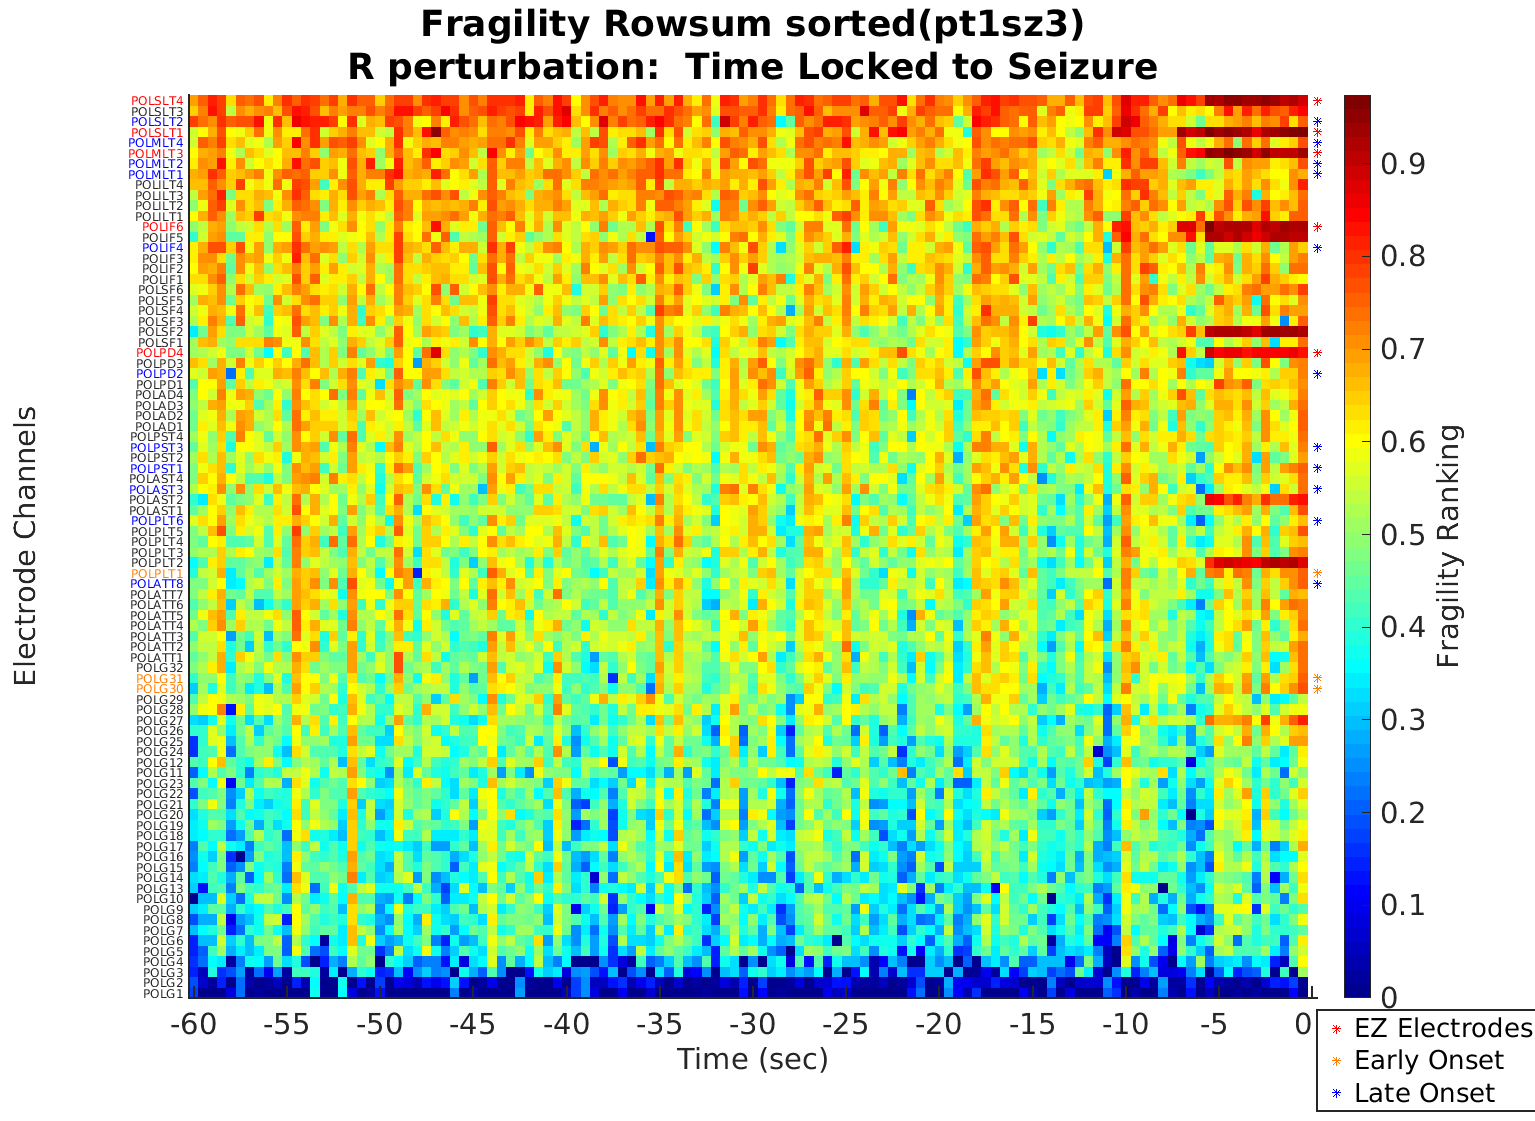 Fragility Rowsum sorted(pt1sz3)
R perturbation: Time Locked to Seizure
Electrode Channels
POLSLT4
POLSLT3
POLSLT2
POLSLT1
POLMLT4
POLMLT3
POLMLT2
POLMLT1
POLILT4
POLILT3
POLILT2
POLILT1
POLIF6
POLIF5
POLIF4
POLIF3
POLIF2
POLIF1
POLSF6
POLSF5
POLSF4
POLSF3
POLSF2
POLSF1
POLPD4
POLPD3
POLPD2
POLPD1
POLAD4
POLAD3
POLAD2
POLAD1
POLPST4
POLPST3
POLPST2
POLPST1
POLAST4
POLAST3
POLAST2
POLAST1
POLPLT6
POLPLT5
POLPLT4
POLPLT3
POLPLT2
POLPLT1
POLATT8
POLATT7
POLATT6
POLATT5
POLATT4
POLATT3
POLATT2
POLATT1
POLG32
POLG31
POLG30
POLG29
POLG28
POLG27
POLG26
POLG25
POLG24
POLG12
POLG11
POLG23
POLG22
POLG21
POLG20
POLG19
POLG18
POLG17
POLG16
POLG15
POLG14
POLG13
POLG10
POLG9
POLG8
POLG7
POLG6
POLG5
POLG4
POLG3
POLG2
POLG1
-60 -55 -50 -45 -40 -35 -30 -25 -20 -15 -10 -5 0
Time (sec)
0.9
0.8
0.7
0.6
0.5
0.4
0.3
0.2
0.1
0
Fragility Ranking
EZ Electrodes
Early Onset
Late Onset